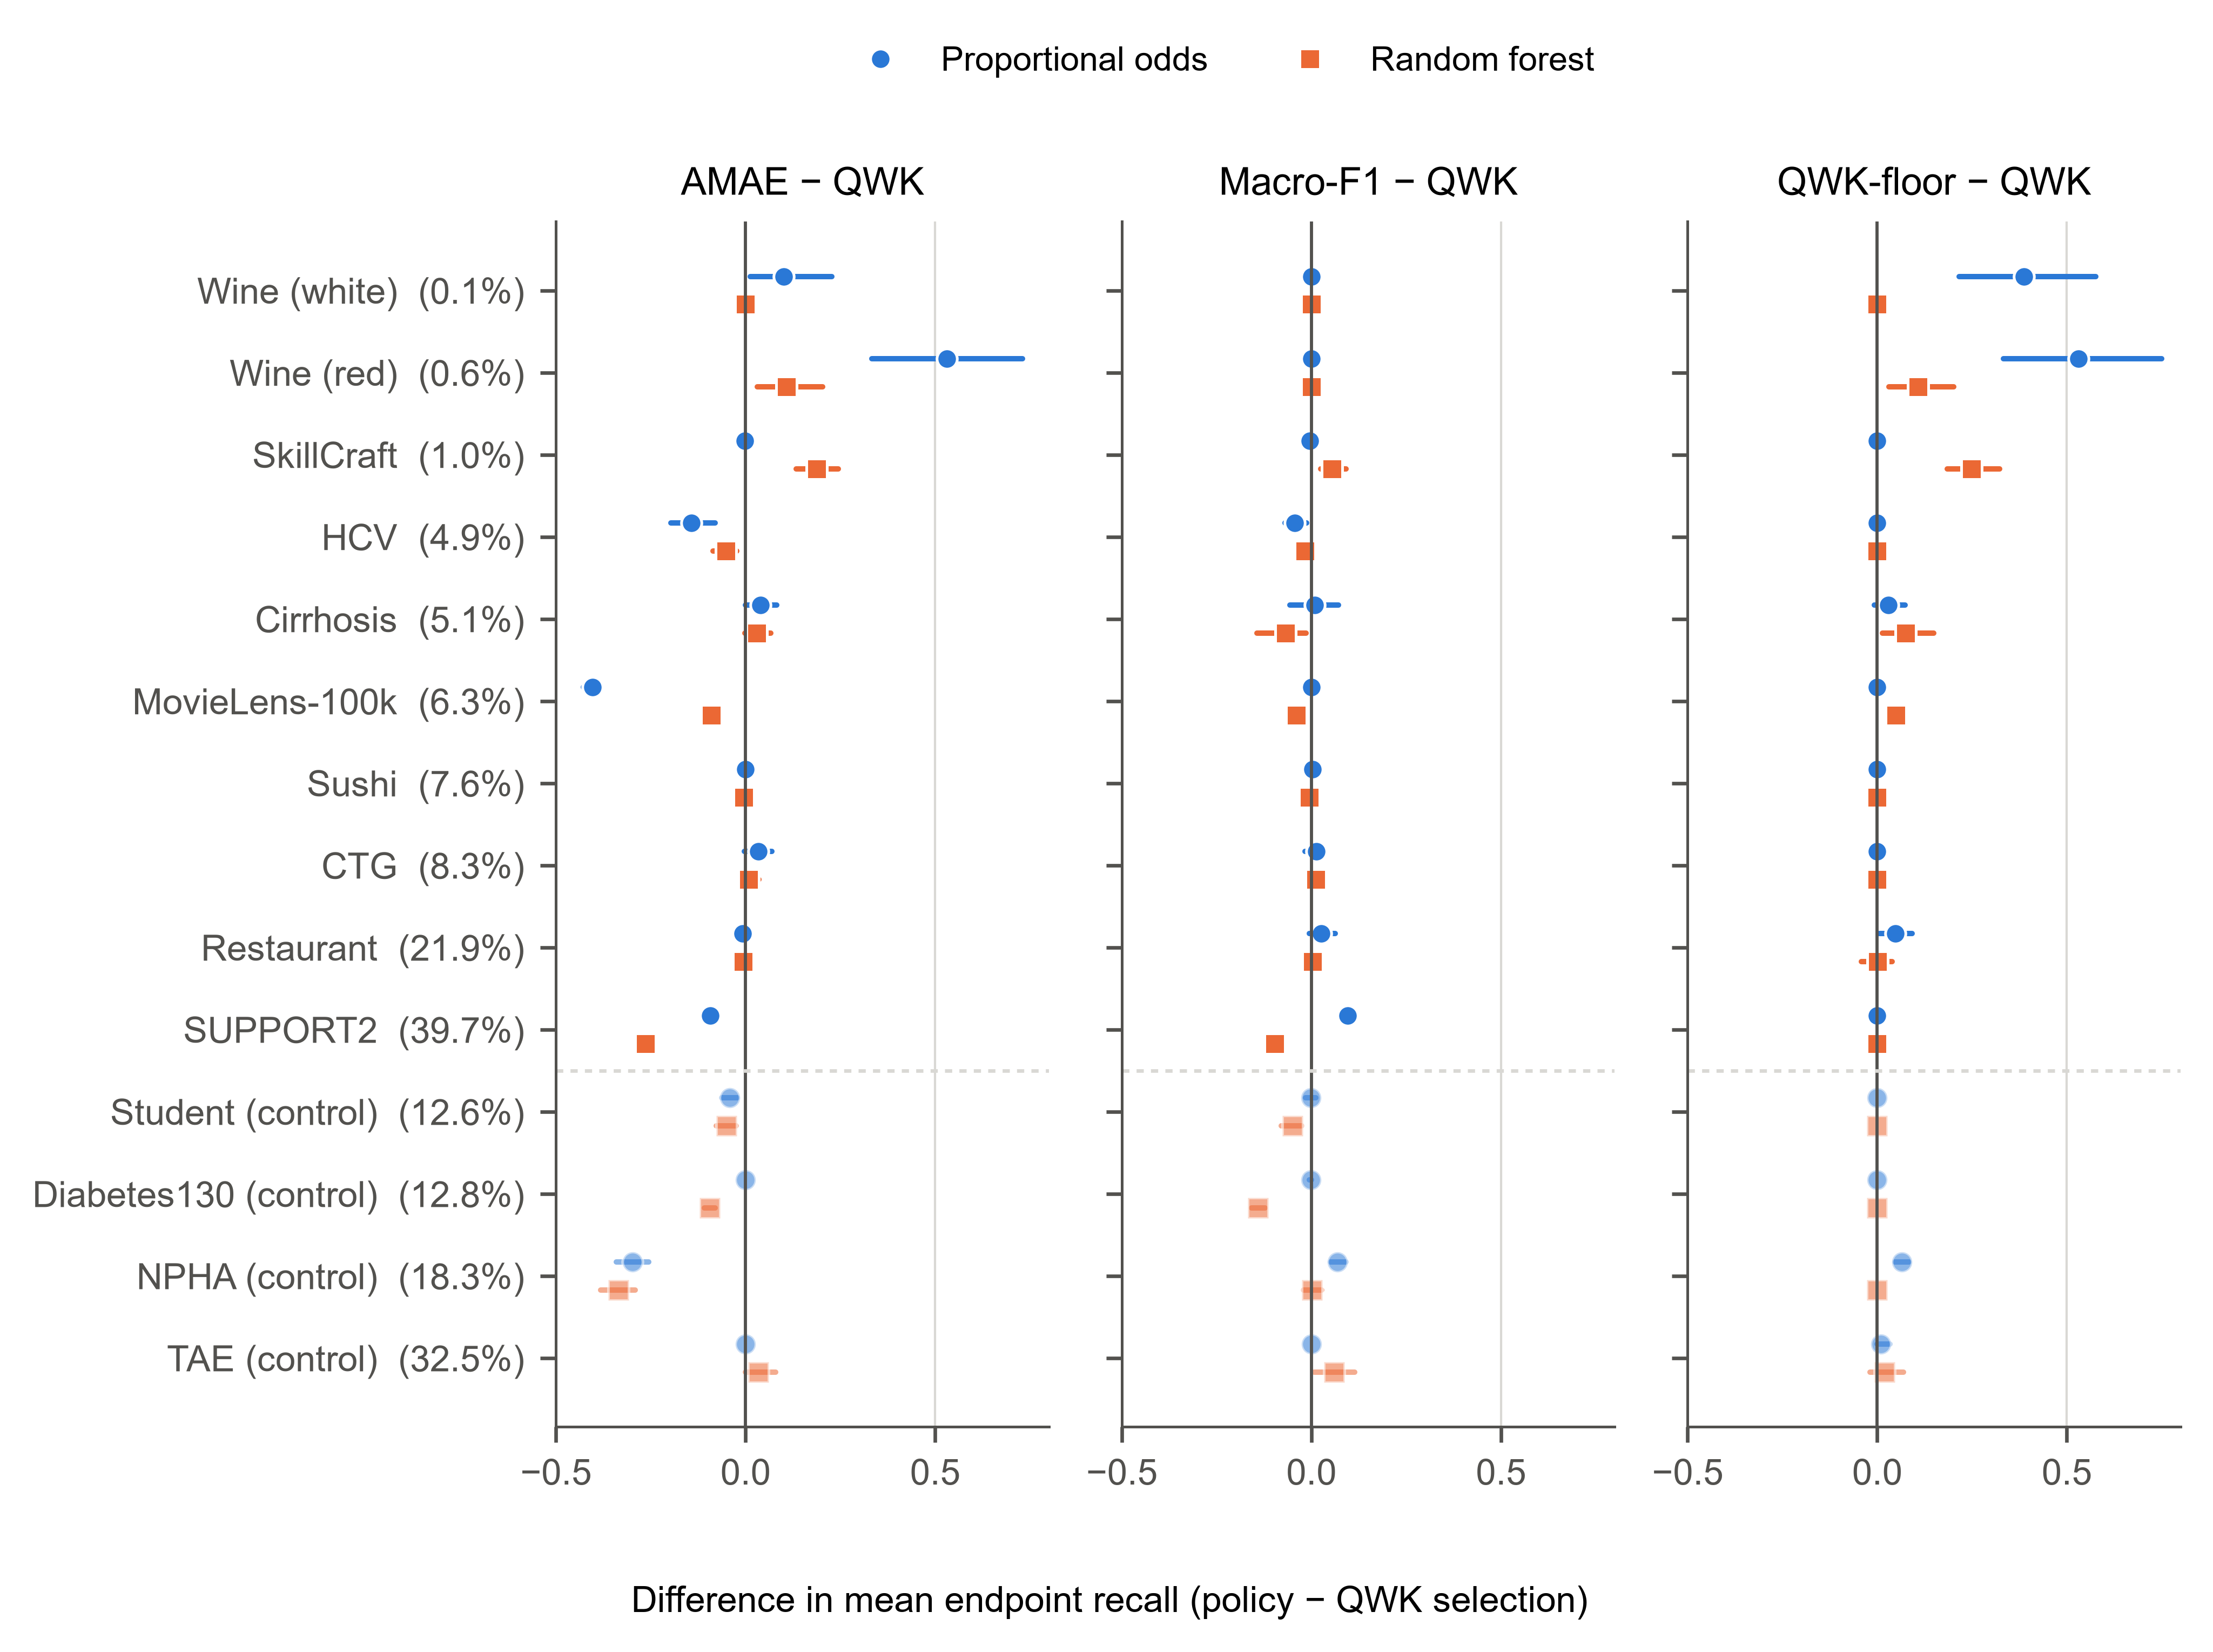 Proportional odds
Random forest
AMAE − QWK
Macro-F1 − QWK
QWK-floor − QWK
Wine (white) (0.1%)
Wine (red) (0.6%)
SkillCraft (1.0%)
HCV (4.9%)
Cirrhosis (5.1%)
MovieLens-100k (6.3%)
Sushi (7.6%)
CTG (8.3%)
Restaurant (21.9%)
SUPPORT2 (39.7%)
Student (control) (12.6%)
Diabetes130 (control) (12.8%)
NPHA (control) (18.3%)
TAE (control) (32.5%)
−0.5 0.0 0.5
−0.5 0.0 0.5
−0.5 0.0 0.5
Difference in mean endpoint recall (policy − QWK selection)